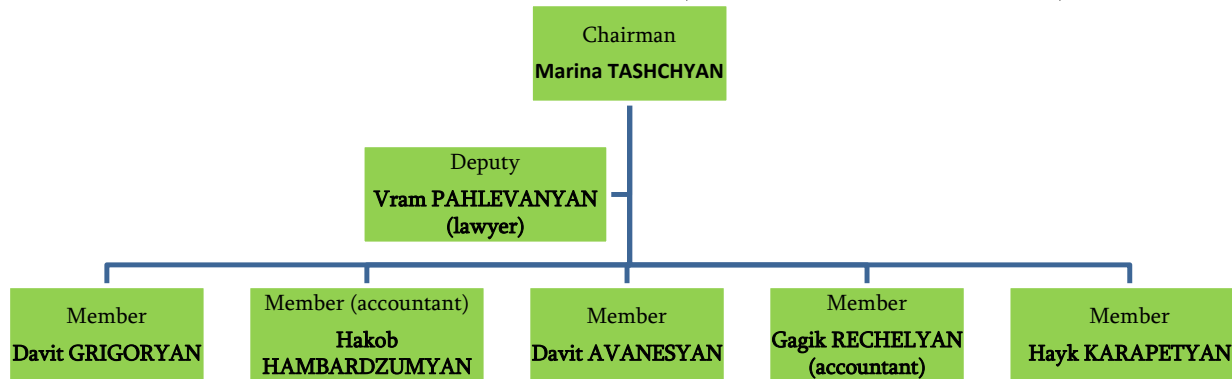 Chairman
Marina TASHCHYAN
Deputy
Vram PAHLEVANYAN
(lawyer)
Member
Davit GRIGORYAN
Member (accountant)
Hakob
HAMBARDZUMYAN
Member
Davit AVANESYAN
Member
Gagik RECHELYAN
(accountant)
Member
Hayk KARAPETYAN